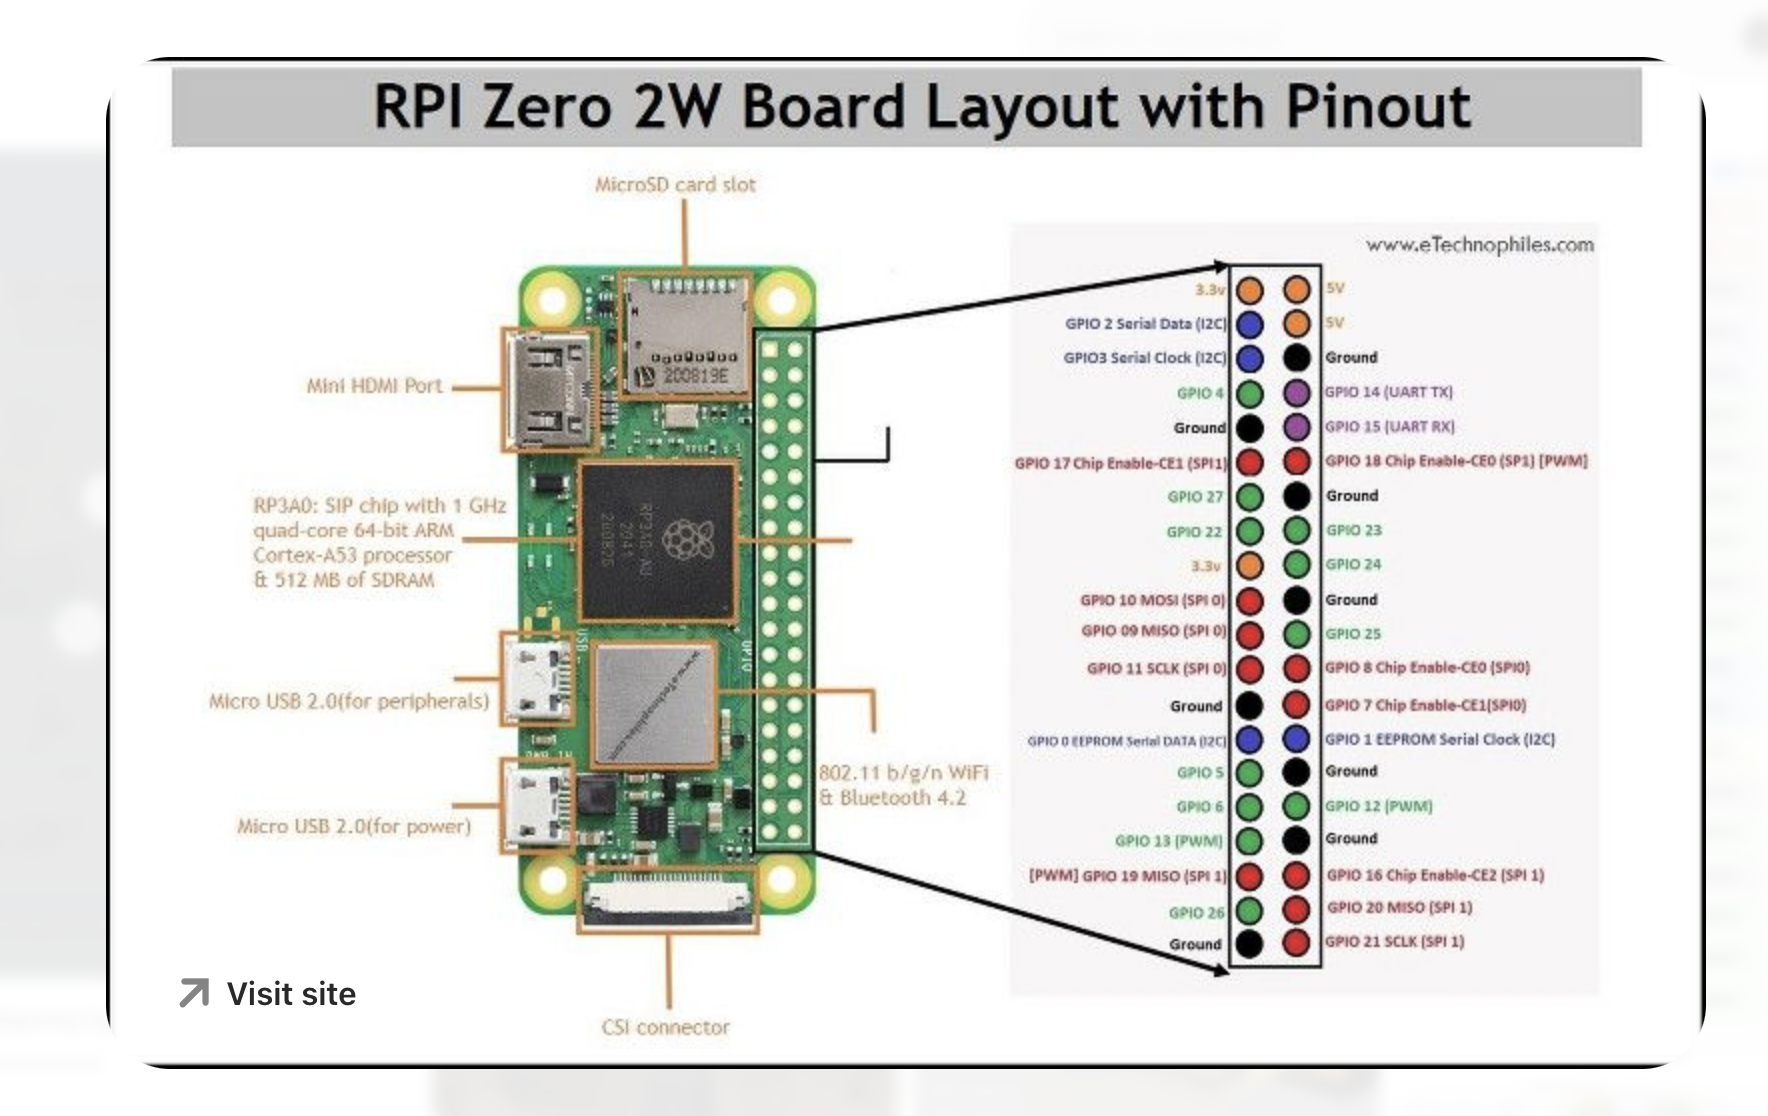 RPI Zero 2W Board Layout with Pinout
MicroSD card slot
www.eTechnophiles.com
3.3v
5V
GPIO 2 Serial Data (I2C)
5V
GPIO3 Serial Clock (I2C)
Ground
Mini HDMI Port
200819E
GPIO 4
GPIO 14 (UART TX)
Ground
GPIO 15 (UART RX)
GPIO 17 Chip Enable-CE1 (SPI1)
GPIO 18 Chip Enable-CE0 (SP1) [PWM]
GPIO 27
Ground
RP3A0: SIP chip with 1 GHz
quad-core 64-bit ARM
Cortex-A53 processor
& 512 MB of SDRAM
GPIO 22
GPIO 23
3.3v
GPIO 24
GPIO 10 MOSI (SPI 0)
Ground
GPIO 09 MISO (SPI 0)
GPIO 25
USB
GPIO
www.eTechnophiles.com
GPIO 11 SCLK (SPI 0)
GPIO 8 Chip Enable-CE0 (SPI0)
Micro USB 2.0(for peripherals)
Ground
GPIO 7 Chip Enable-CE1(SPI0)
GPIO 0 EEPROM Serial DATA (I2C)
GPIO 1 EEPROM Serial Clock (I2C)
802.11 b/g/n WiFi
& Bluetooth 4.2
GPIO 5
Ground
GPIO 6
GPIO 12 (PWM)
Micro USB 2.0(for power)
GPIO 13 (PWM)
Ground
[PWM] GPIO 19 MISO (SPI 1)
GPIO 16 Chip Enable-CE2 (SPI 1)
GPIO 26
GPIO 20 MISO (SPI 1)
Ground
GPIO 21 SCLK (SPI 1)
Visit site
CSI connector